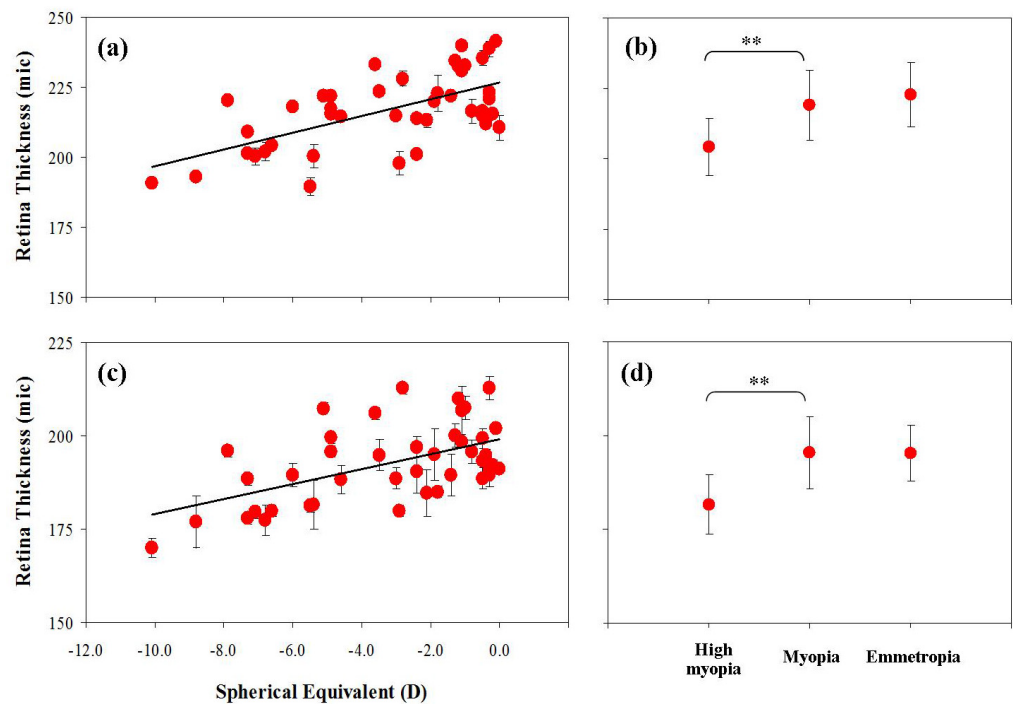 250
225
200
175
150
Retina Thickness (mic)
(a)
(b)
**
225
200
175
150
Retina Thickness (mic)
(c)
(d)
**
-12.0 -10.0 -8.0 -6.0 -4.0 -2.0 0.0
Spherical Equivalent (D)
High
myopia
Myopia
Emmetropia